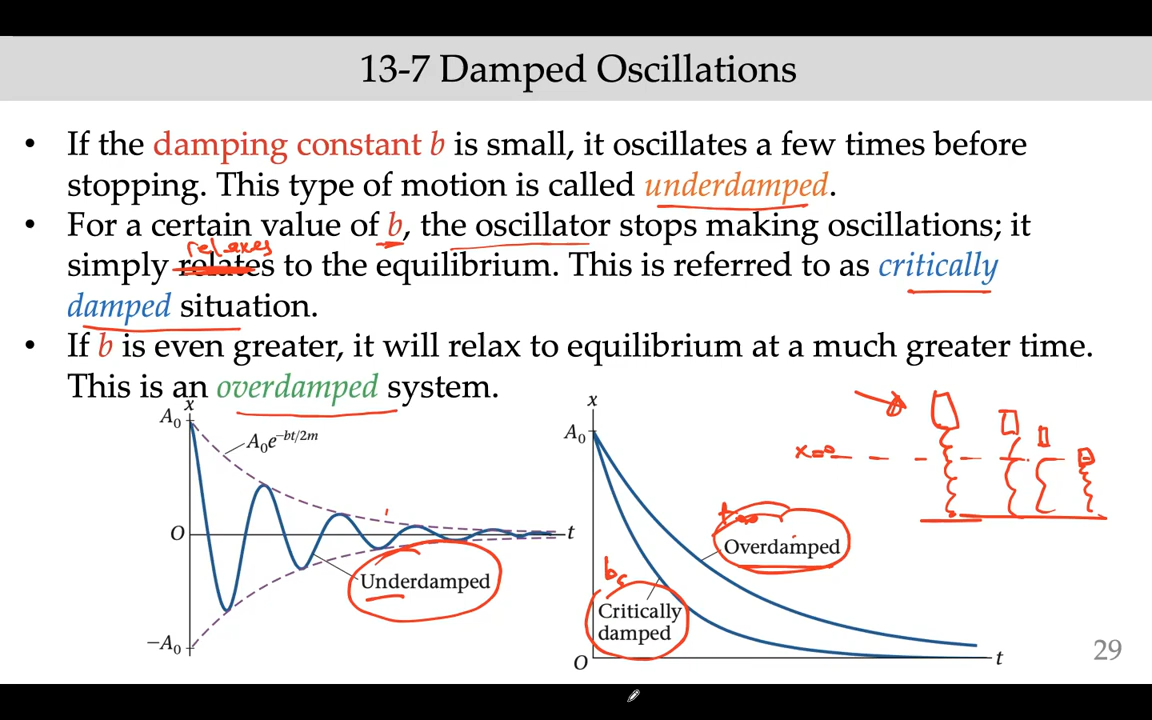 13-7 Damped Oscillations
• If the damping constant b is small, it oscillates a few times before
stopping. This type of motion is called underdamped.
• For a certain value of b, the oscillator stops making oscillations; it
relaxes
simply relates to the equilibrium. This is referred to as critically
damped situation.
• If b is even greater, it will relax to equilibrium at a much greater time.
This is an overdamped system.
x
A₀
A₀e^(−bt/2m)
O
t
Underdamped
−A₀
x
A₀
x=0
Overdamped
Critically
damped
O
t
29